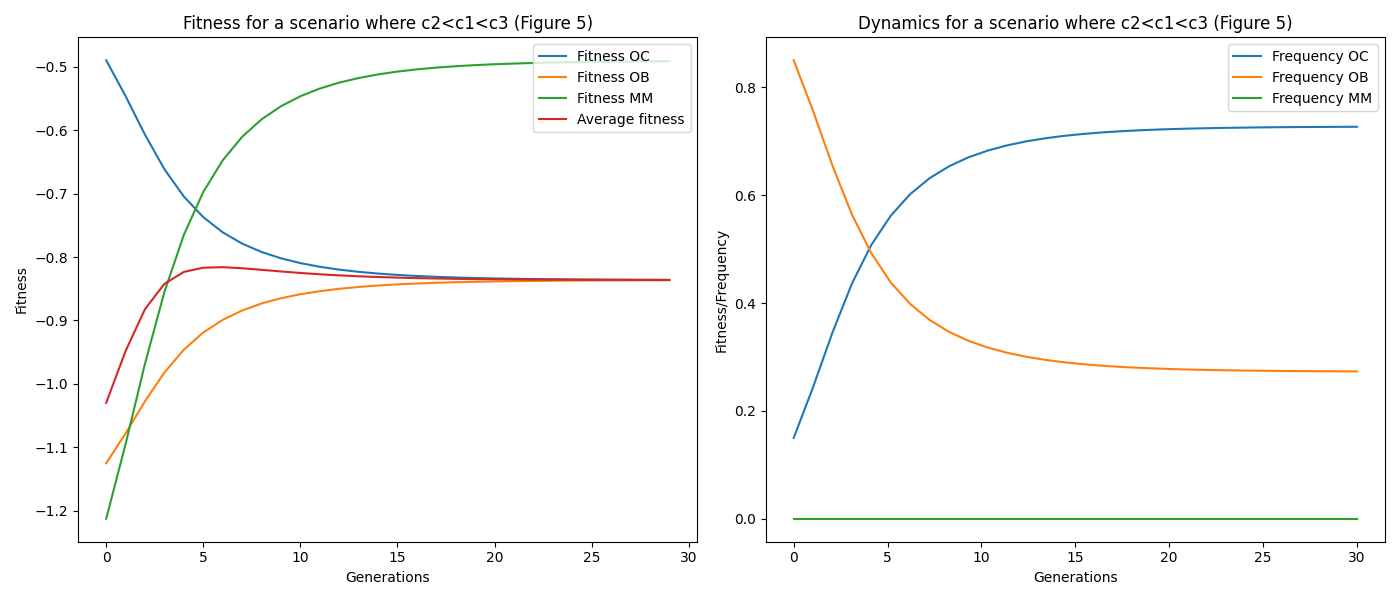 Fitness for a scenario where c2<c1<c3 (Figure 5)
Fitness OC
Fitness OB
Fitness MM
Average fitness
−0.5
−0.6
−0.7
−0.8
−0.9
−1.0
−1.1
−1.2
Fitness
0 5 10 15 20 25 30
Generations
Dynamics for a scenario where c2<c1<c3 (Figure 5)
Frequency OC
Frequency OB
Frequency MM
0.8
0.6
0.4
0.2
0.0
Fitness/Frequency
0 5 10 15 20 25 30
Generations